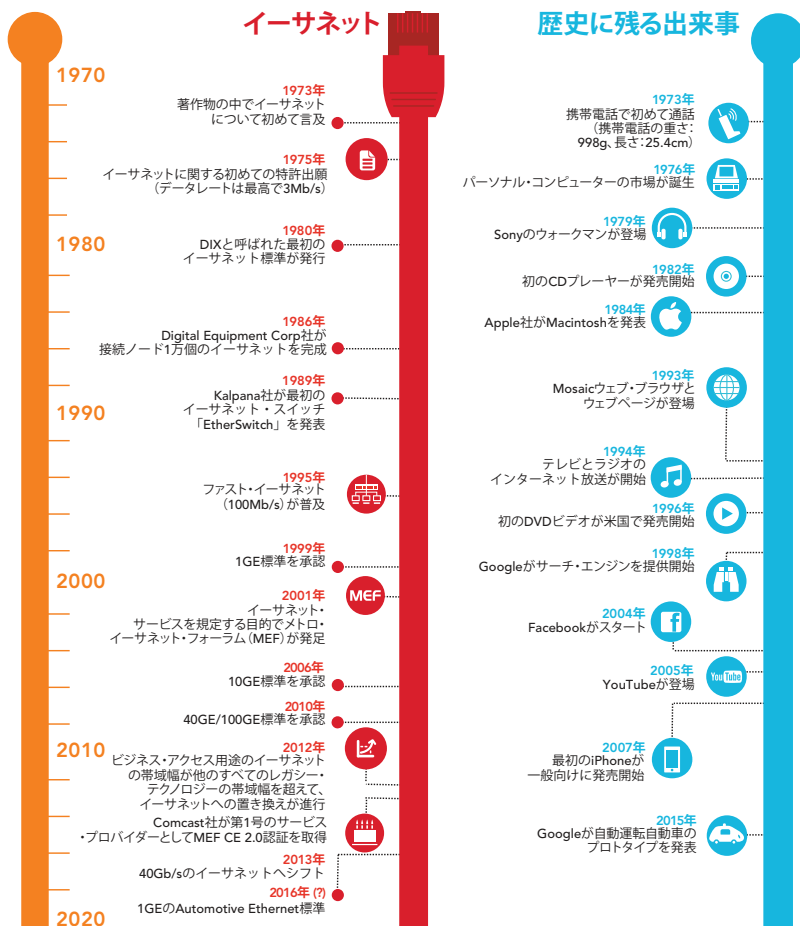 イーサネット
歴史に残る出来事
1970
1980
1990
2000
2010
2020
1973年
著作物の中でイーサネット
について初めて言及
1975年
イーサネットに関する初めての特許出願
(データレートは最高で3Mb/s)
1980年
DIXと呼ばれた最初の
イーサネット標準が発行
1986年
Digital Equipment Corp社が
接続ノード1万個のイーサネットを完成
1989年
Kalpana社が最初の
イーサネット・スイッチ
「EtherSwitch」を発表
1995年
ファスト・イーサネット
(100Mb/s)が普及
1999年
1GE標準を承認
MEF
2001年
イーサネット・
サービスを規定する目的でメトロ・
イーサネット・フォーラム(MEF)が発足
2006年
10GE標準を承認
2010年
40GE/100GE標準を承認
2012年
ビジネス・アクセス用途のイーサネット
の帯域幅が他のすべてのレガシー・
テクノロジーの帯域幅を超えて、
イーサネットへの置き換えが進行
Comcast社が第1号のサービス
・プロバイダーとしてMEF CE 2.0認証を取得
2013年
40Gb/sのイーサネットへシフト
2016年 (?)
1GEのAutomotive Ethernet標準
1973年
携帯電話で初めて通話
(携帯電話の重さ:
998g、長さ:25.4cm)
1976年
パーソナル・コンピューターの市場が誕生
1979年
Sonyのウォークマンが登場
1982年
初のCDプレーヤーが発売開始
1984年
Apple社がMacintoshを発表
1993年
Mosaicウェブ・ブラウザと
ウェブページが登場
1994年
テレビとラジオの
インターネット放送が開始
1996年
初のDVDビデオが米国で発売開始
1998年
Googleがサーチ・エンジンを提供開始
2004年
Facebookがスタート
f
2005年
YouTubeが登場
You Tube
2007年
最初のiPhoneが
一般向けに発売開始
2015年
Googleが自動運転自動車の
プロトタイプを発表